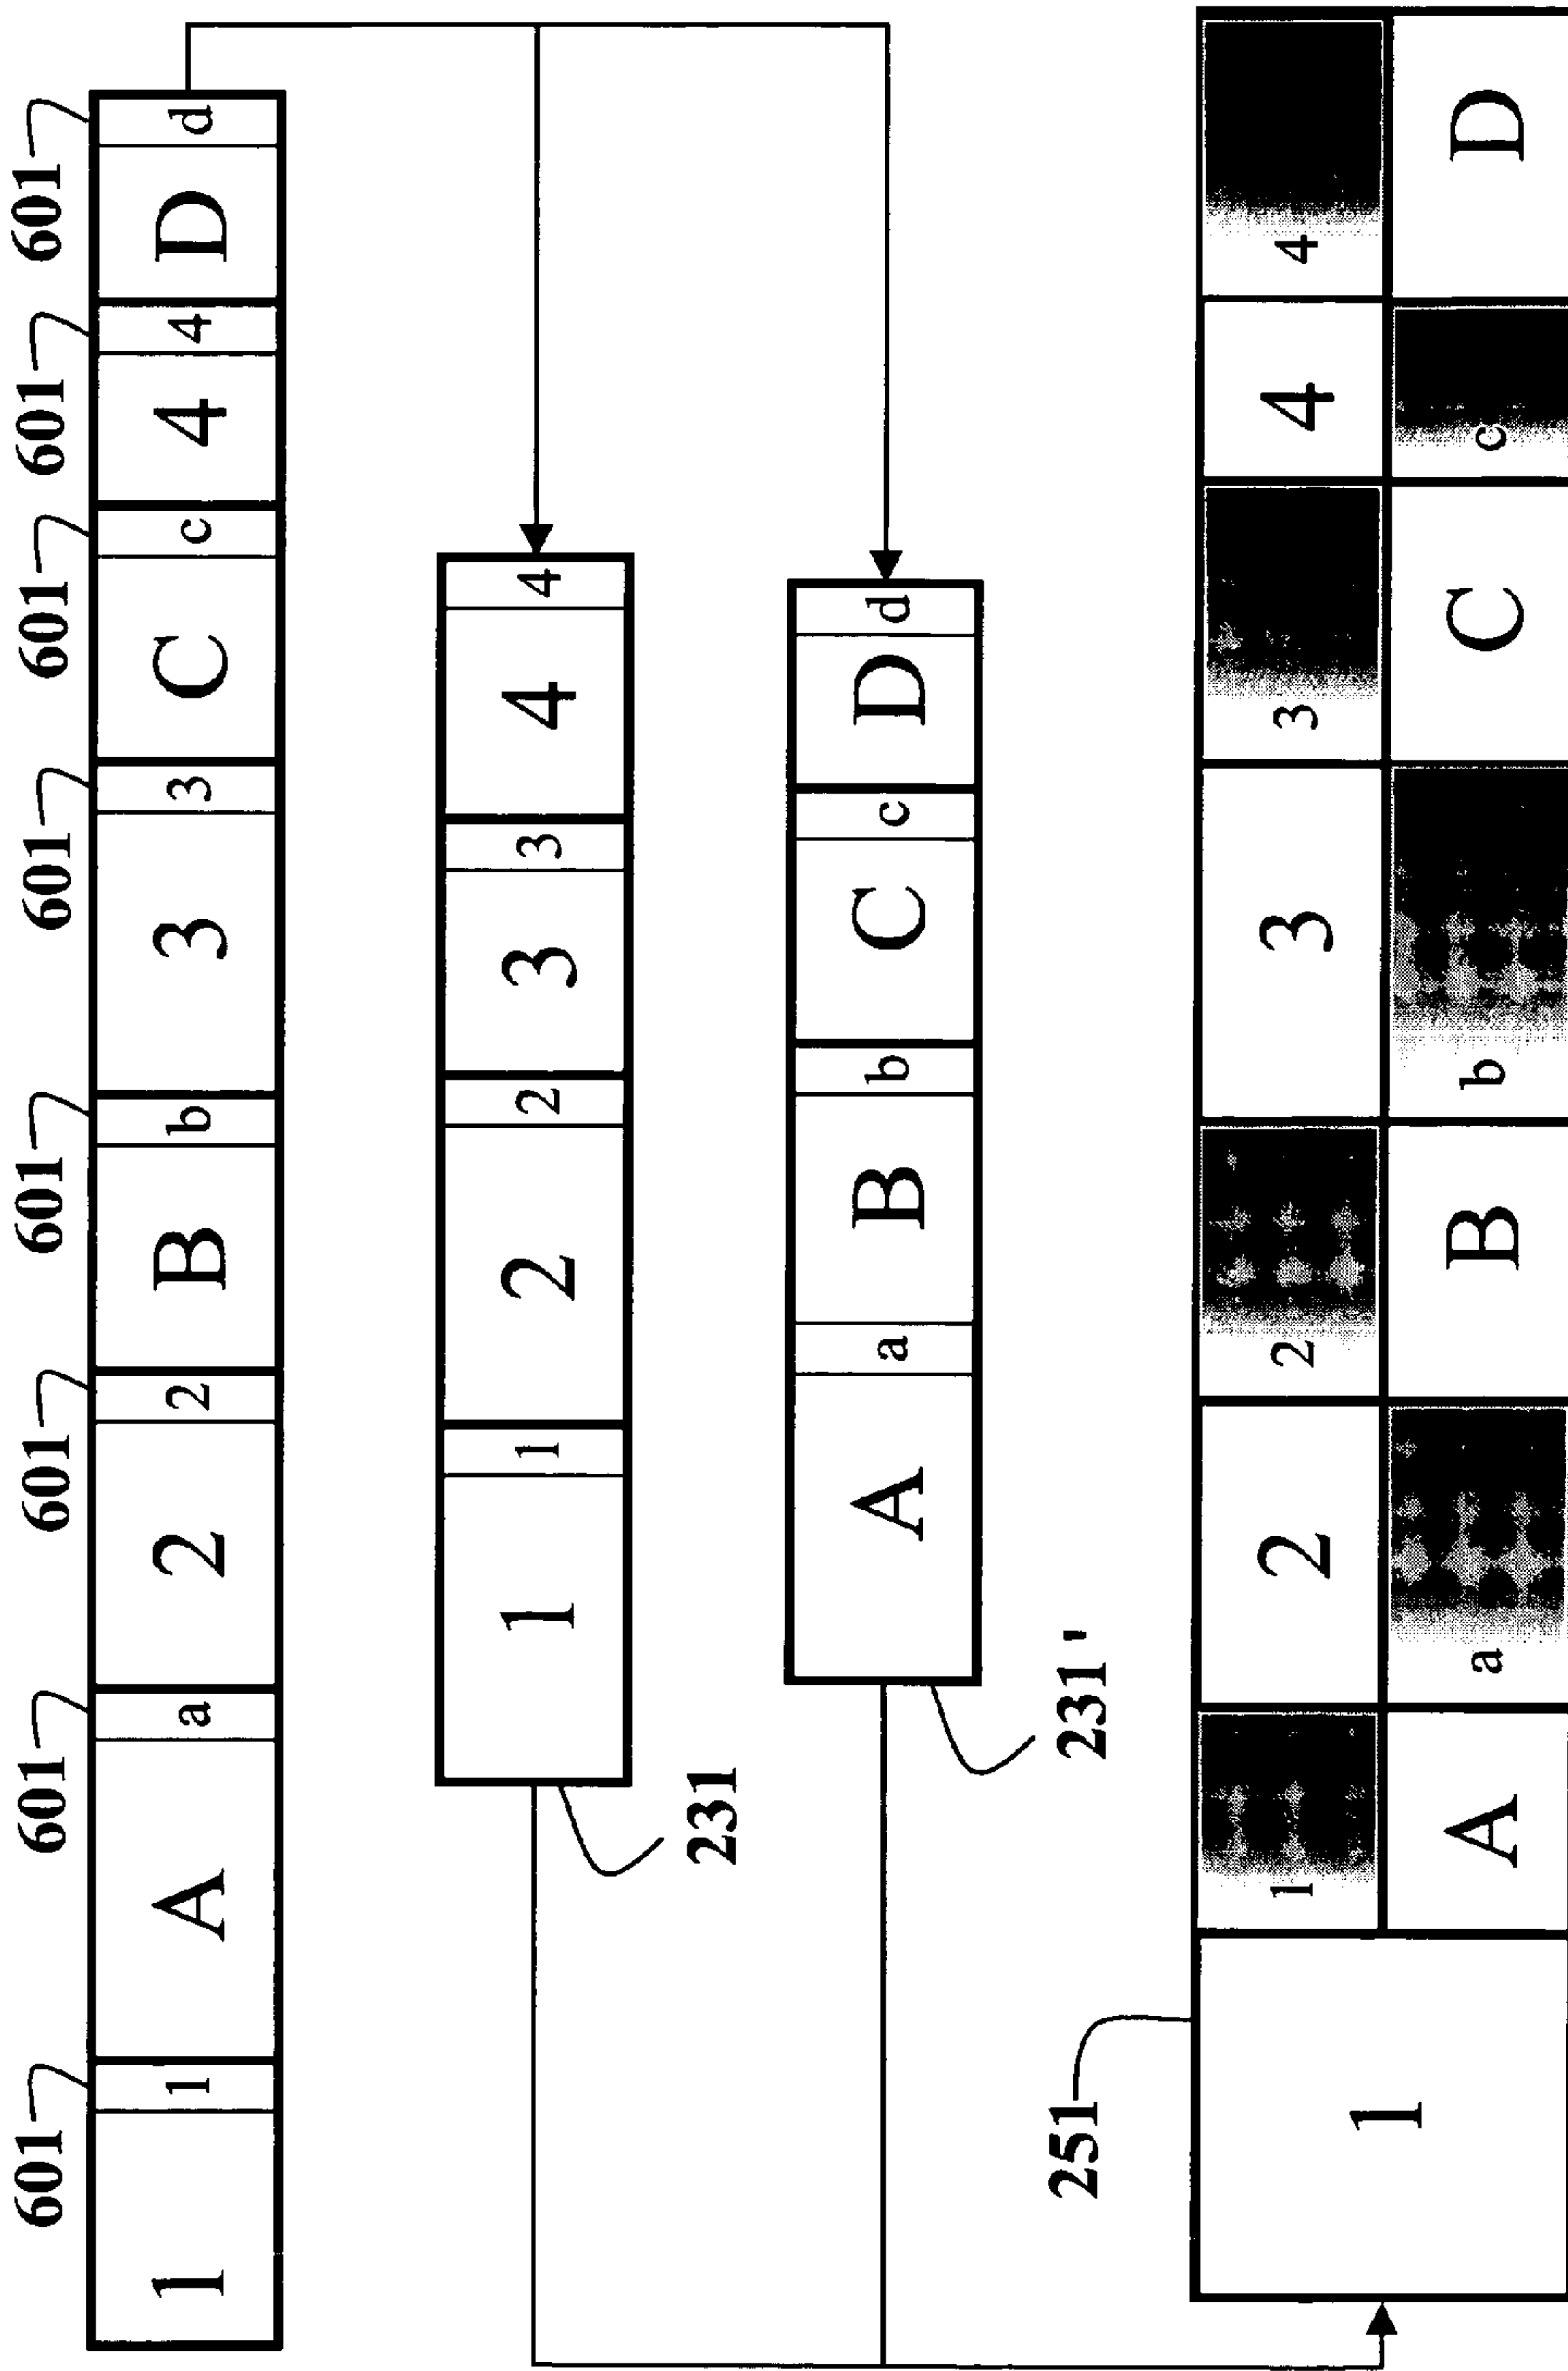 601 601 601 601 601 601 601 601
1 1 A a 2 2 B b 3 3 C c 4 4 D d
1 1 2 2 3 3 4 4
231
A a B b C c D d
251 231'
1 1 2 2 3 3 4 4
A a B b C c D